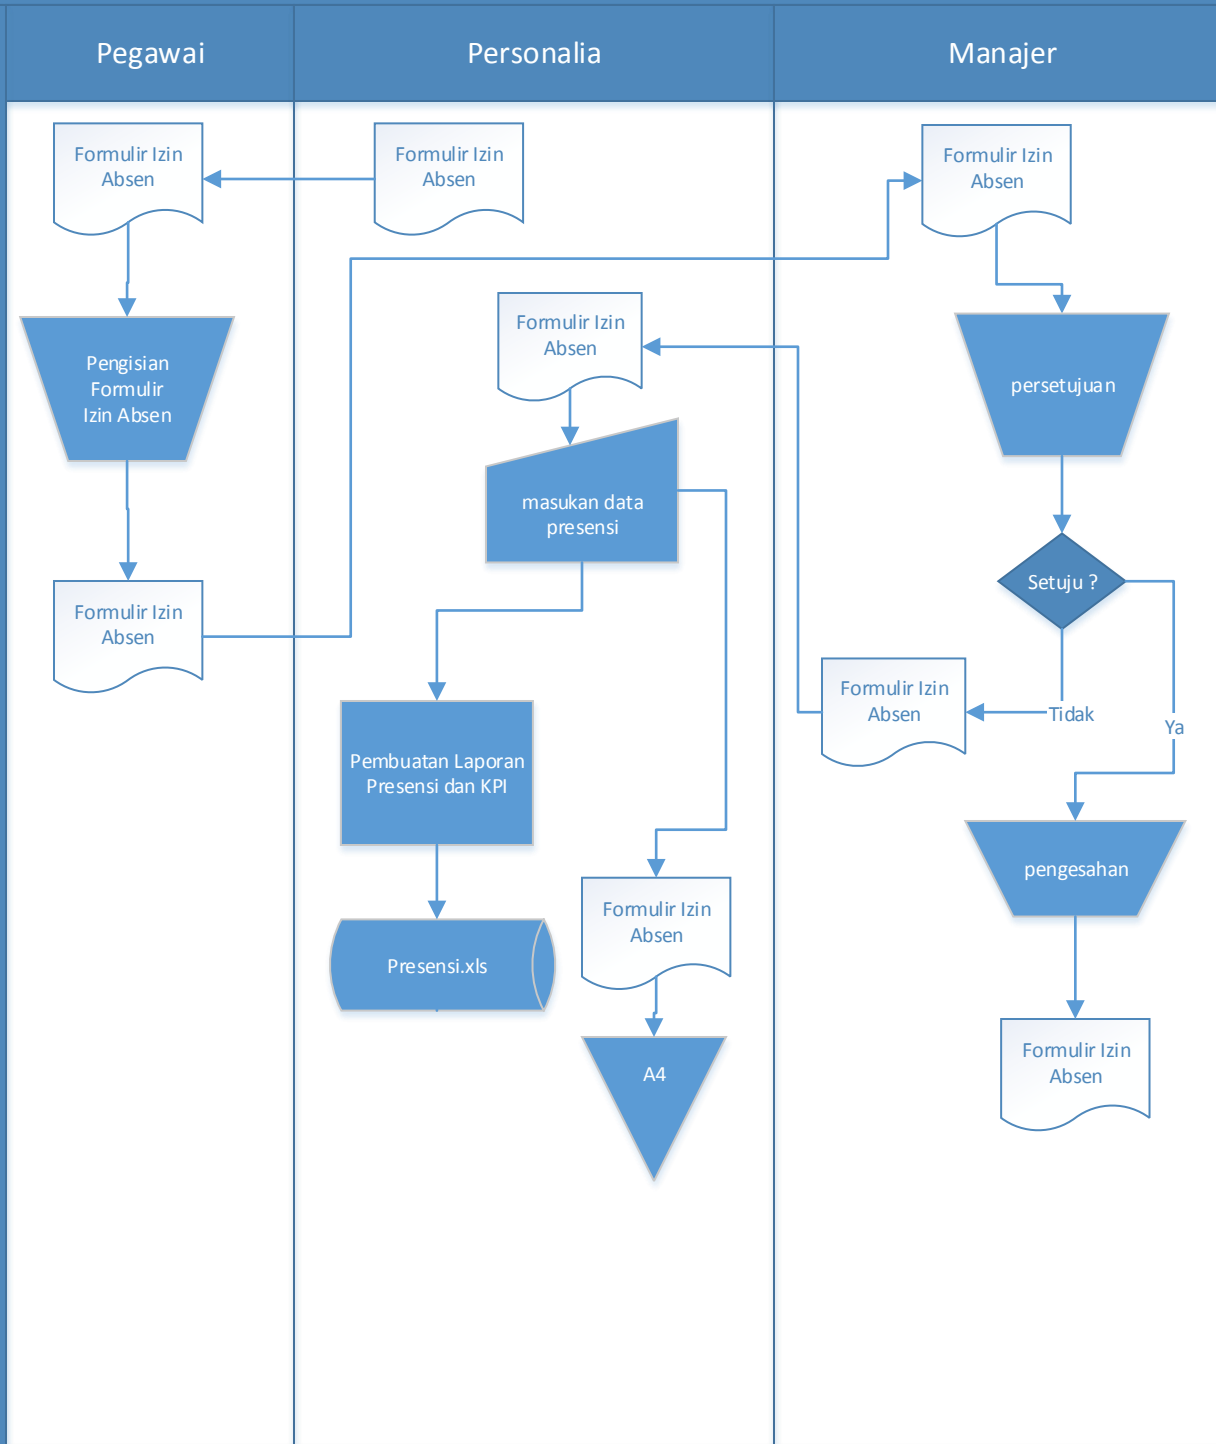 Pegawai
Personalia
Manajer
Formulir Izin
Absen
Formulir Izin
Absen
Formulir Izin
Absen
Formulir Izin
Absen
Pengisian
Formulir
Izin Absen
persetujuan
masukan data
presensi
Setuju ?
Formulir Izin
Absen
Formulir Izin
Absen
Tidak
Ya
Pembuatan Laporan
Presensi dan KPI
pengesahan
Formulir Izin
Absen
Presensi.xls
Formulir Izin
Absen
A4